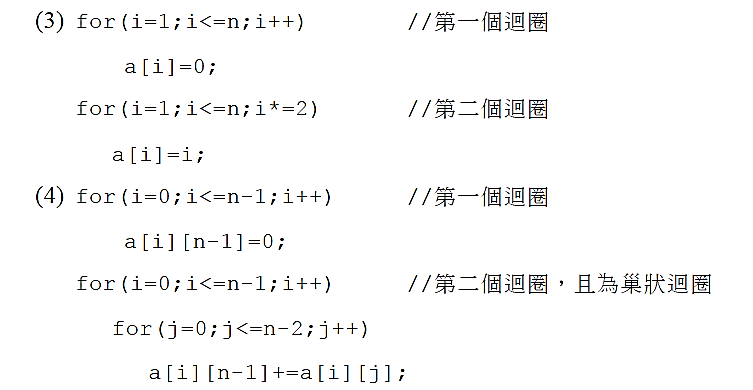 (3) for(i=1;i<=n;i++) //第一個迴圈
a[i]=0;
for(i=1;i<=n;i*=2) //第二個迴圈
a[i]=i;
(4) for(i=0;i<=n-1;i++) //第一個迴圈
a[i][n-1]=0;
for(i=0;i<=n-1;i++) //第二個迴圈，且為巢狀迴圈
for(j=0;j<=n-2;j++)
a[i][n-1]+=a[i][j];